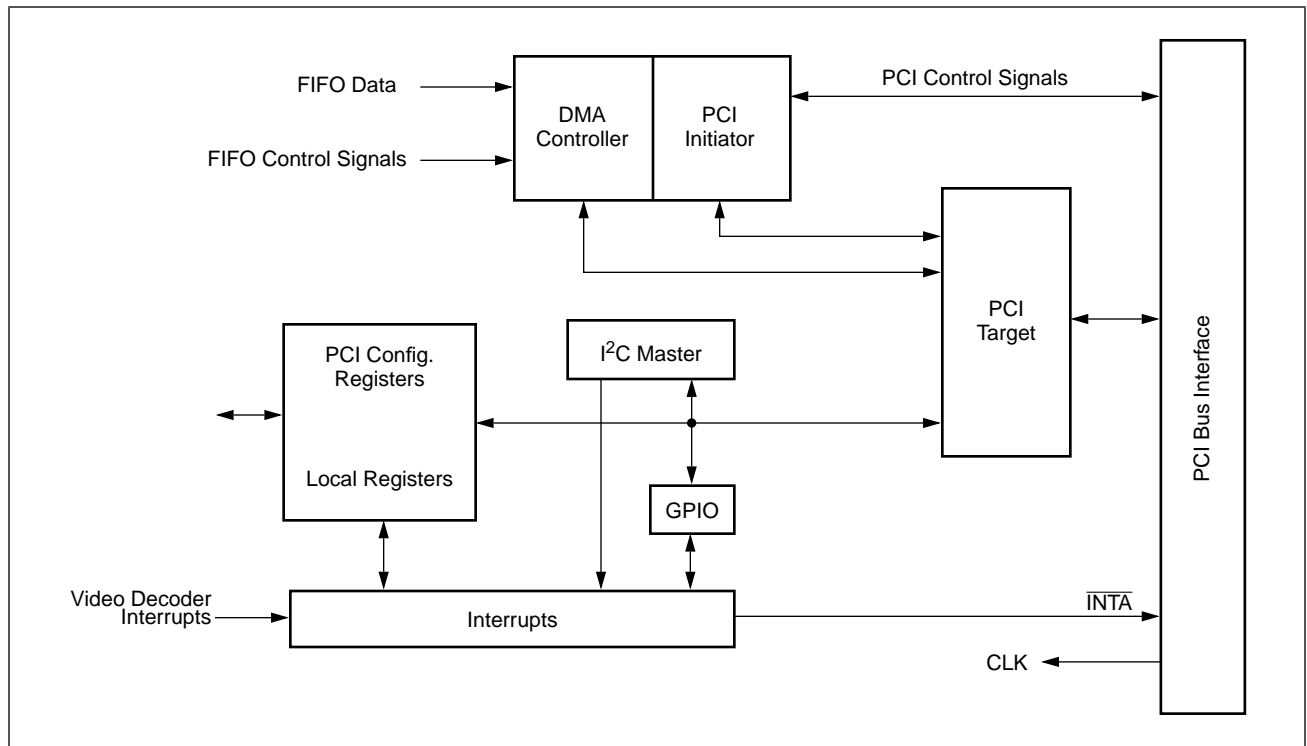 FIFO Data
FIFO Control Signals
DMA
Controller
PCI
Initiator
PCI Control Signals
PCI
Target
PCI Bus Interface
PCI Config.
Registers
Local Registers
I²C Master
GPIO
Video Decoder
Interrupts
Interrupts
INTA
CLK